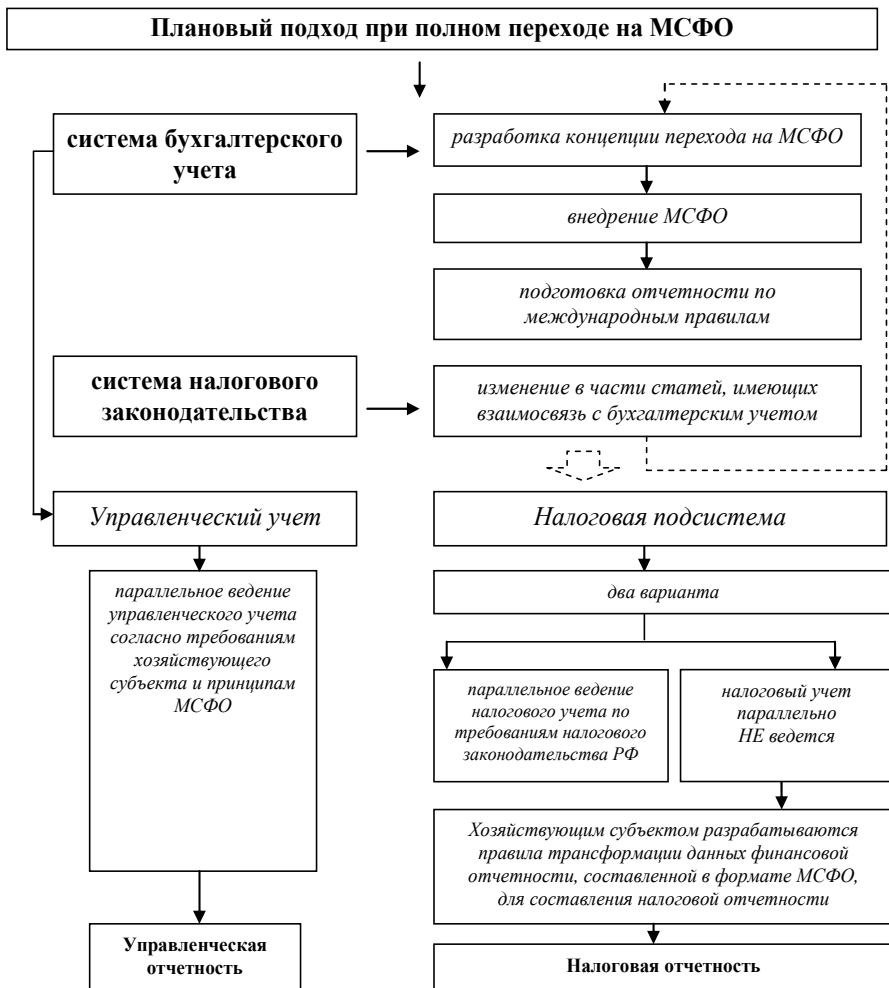 Плановый подход при полном переходе на МСФО
система бухгалтерского
учета
разработка концепции перехода на МСФО
внедрение МСФО
подготовка отчетности по
международным правилам
система налогового
законодательства
изменение в части статей, имеющих
взаимосвязь с бухгалтерским учетом
Управленческий учет
Налоговая подсистема
параллельное ведение
управленческого учета
согласно требованиям
хозяйствующего
субъекта и принципам
МСФО
два варианта
параллельное ведение
налогового учета по
требованиям налогового
законодательства РФ
налоговый учет
параллельно
НЕ ведется
Хозяйствующим субъектом разрабатываются
правила трансформации данных финансовой
отчетности, составленной в формате МСФО,
для составления налоговой отчетности
Управленческая
отчетность
Налоговая отчетность